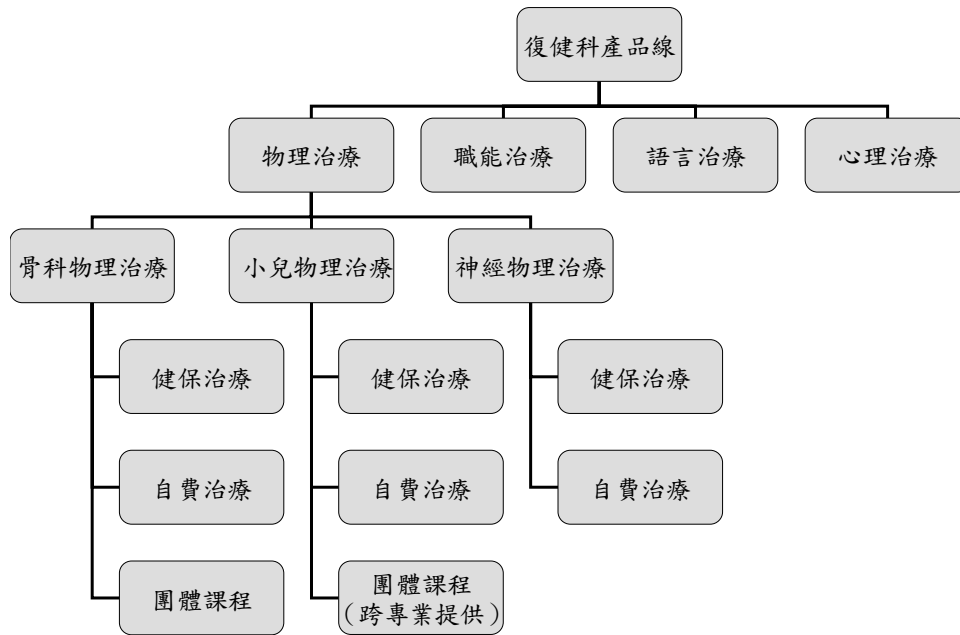 復健科產品線
物理治療
職能治療
語言治療
心理治療
骨科物理治療
小兒物理治療
神經物理治療
健保治療
健保治療
健保治療
自費治療
自費治療
自費治療
團體課程
團體課程
（跨專業提供）